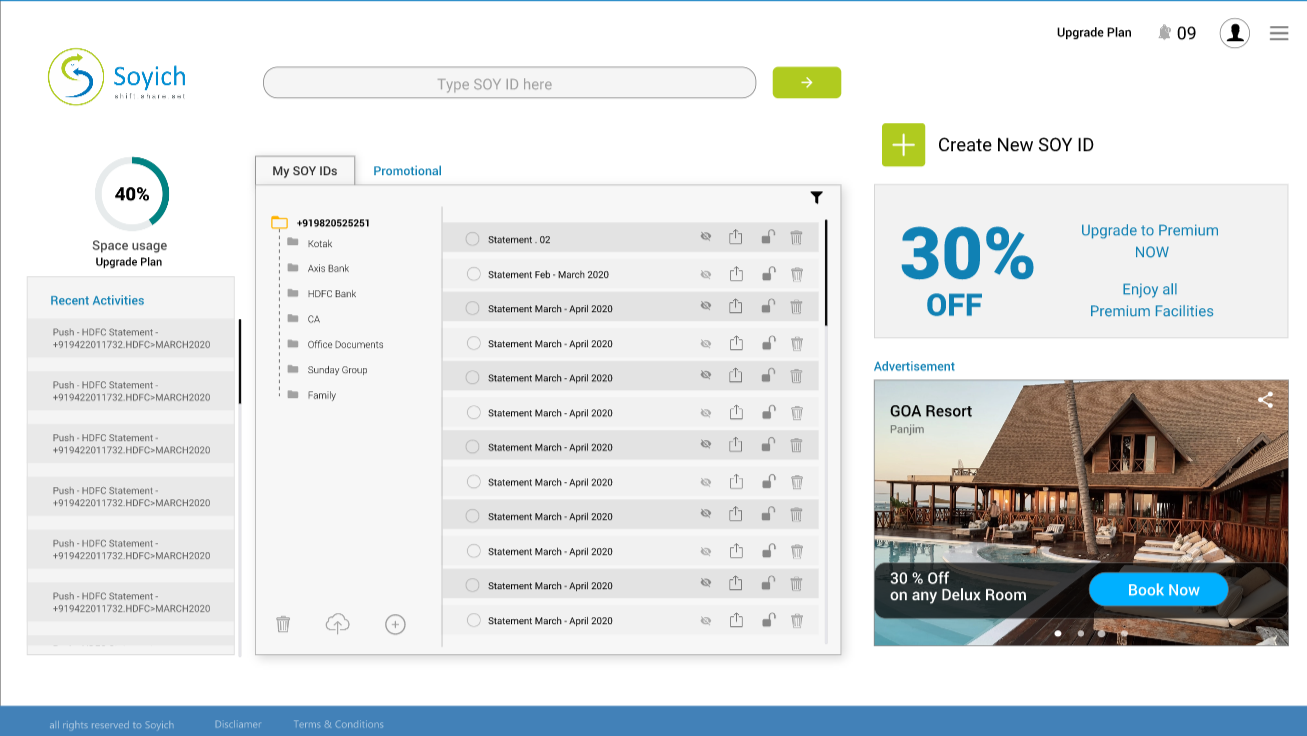 Upgrade Plan
09
Soyich
shift share set
Type SOY ID here
Create New SOY ID
40%
Space usage
Upgrade Plan
Recent Activities
Push - HDFC Statement -
+919422011732.HDFC>MARCH2020
Push - HDFC Statement -
+919422011732.HDFC>MARCH2020
Push - HDFC Statement -
+919422011732.HDFC>MARCH2020
Push - HDFC Statement -
+919422011732.HDFC>MARCH2020
Push - HDFC Statement -
+919422011732.HDFC>MARCH2020
Push - HDFC Statement -
+919422011732.HDFC>MARCH2020
My SOY IDs
Promotional
+919820525251
Kotak
Axis Bank
HDFC Bank
CA
Office Documents
Sunday Group
Family
Statement . 02
Statement Feb - March 2020
Statement March - April 2020
Statement March - April 2020
Statement March - April 2020
Statement March - April 2020
Statement March - April 2020
Statement March - April 2020
Statement March - April 2020
Statement March - April 2020
Statement March - April 2020
Statement March - April 2020
30%
OFF
Upgrade to Premium
NOW
Enjoy all
Premium Facilities
Advertisement
GOA Resort
Panjim
30 % Off
on any Delux Room
Book Now
all rights reserved to Soyich
Discliamer
Terms & Conditions